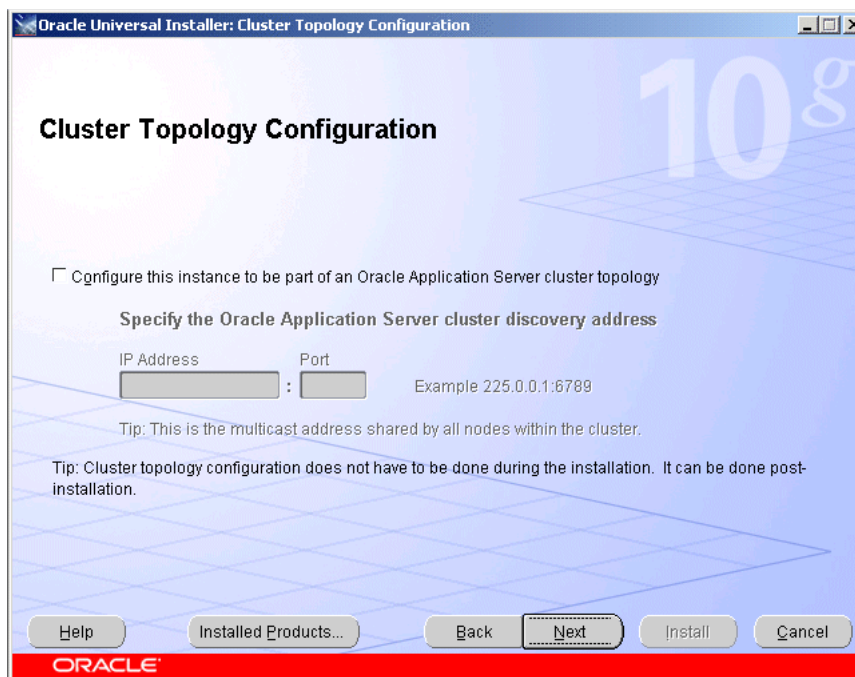 Oracle Universal Installer: Cluster Topology Configuration
10g
Cluster Topology Configuration
Configure this instance to be part of an Oracle Application Server cluster topology
Specify the Oracle Application Server cluster discovery address
IP Address Port
: Example 225.0.0.1:6789
Tip: This is the multicast address shared by all nodes within the cluster.
Tip: Cluster topology configuration does not have to be done during the installation. It can be done post-
installation.
Help Installed Products... Back Next Install Cancel
ORACLE